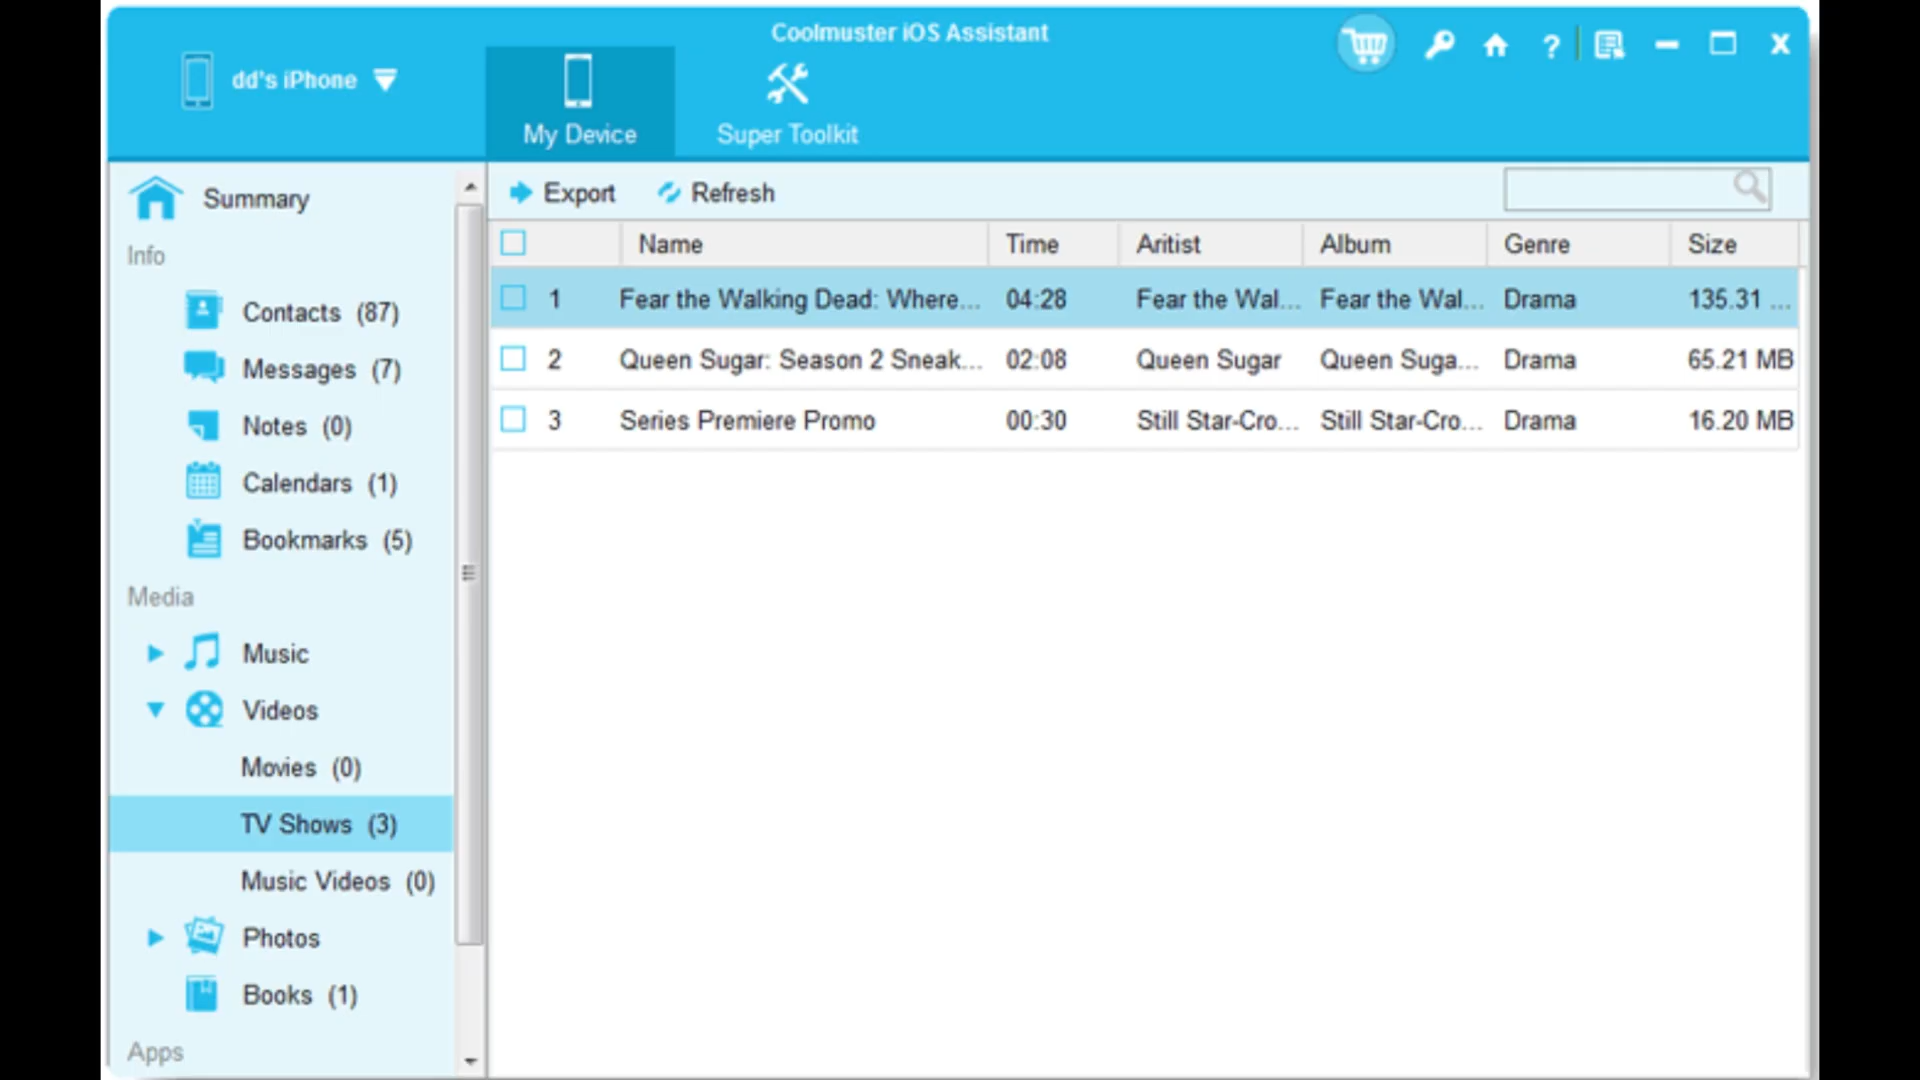 Coolmuster iOS Assistant
dd's iPhone
My Device
Super Toolkit
?
X
Summary
Info
Contacts (87)
Messages (7)
Notes (0)
Calendars (1)
Bookmarks (5)
Media
Music
Videos
Movies (0)
TV Shows (3)
Music Videos (0)
Photos
Books (1)
Apps
Export Refresh
Name Time Aritist Album Genre Size
1 Fear the Walking Dead: Where... 04:28 Fear the Wal... Fear the Wal... Drama 135.31 ...
2 Queen Sugar: Season 2 Sneak... 02:08 Queen Sugar Queen Suga... Drama 65.21 MB
3 Series Premiere Promo 00:30 Still Star-Cro... Still Star-Cro... Drama 16.20 MB